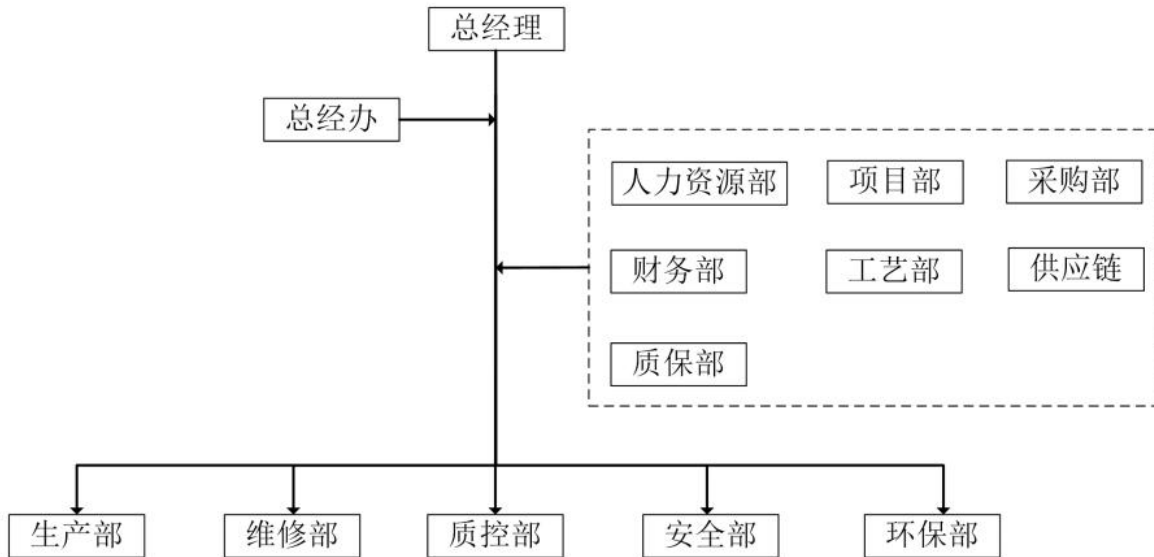 总经理
总经办
人力资源部
项目部
采购部
财务部
工艺部
供应链
质保部
生产部
维修部
质控部
安全部
环保部